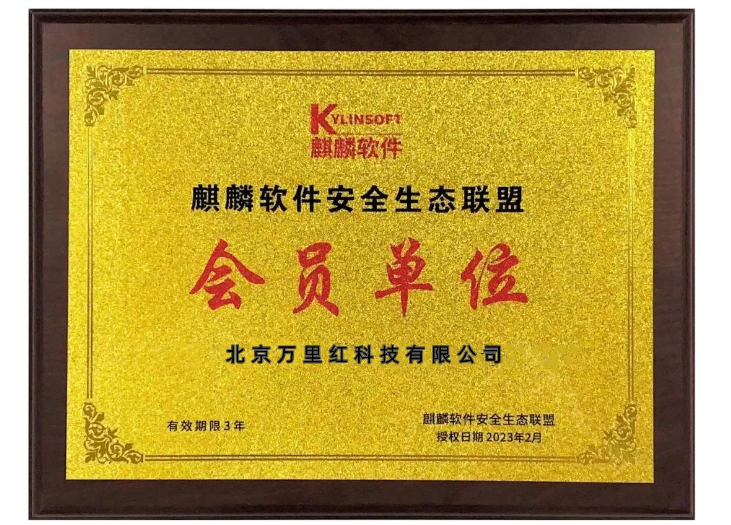 KYLINSOFT
麒麟软件
麒麟软件安全生态联盟
会员单位
北京万里红科技有限公司
有效期限3年
麒麟软件安全生态联盟
授权日期 2023年2月